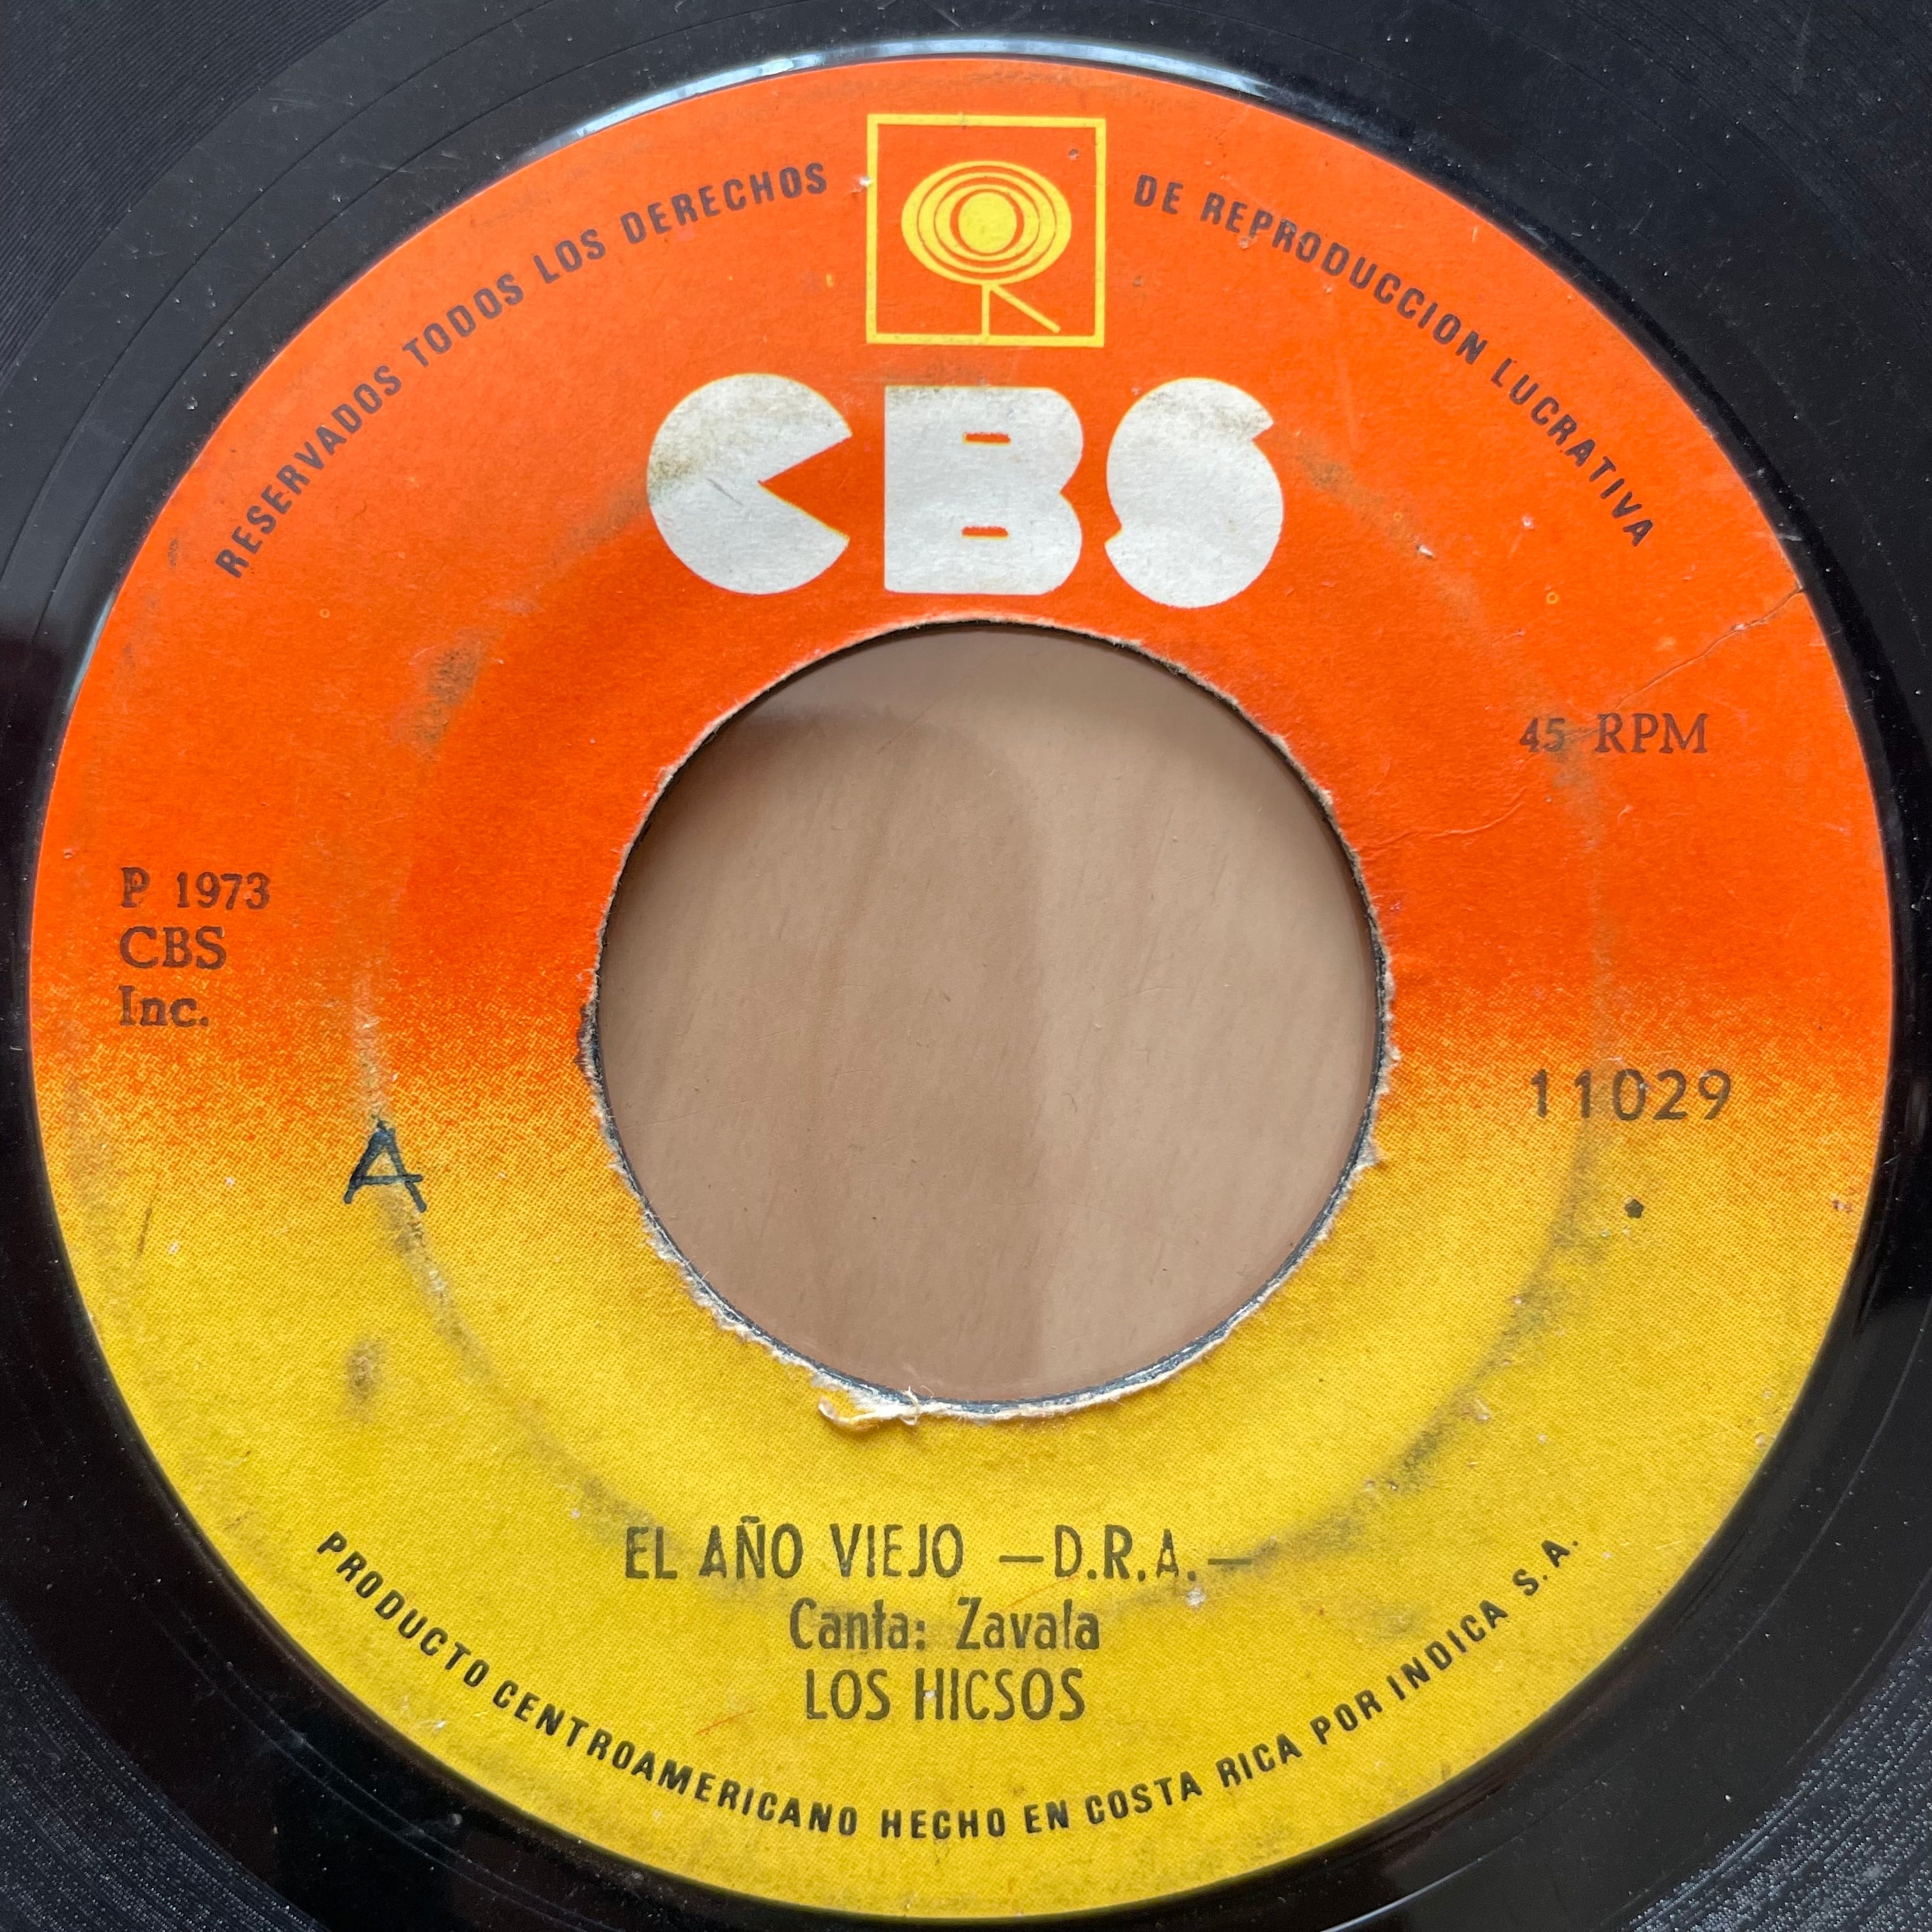 RESERVADOS TODOS LOS DERECHOS DE REPRODUCCION LUCRATIVA
CBS
45 RPM
P 1973
CBS
Inc.
11029
A
EL AÑO VIEJO —D.R.A.—
Canta: Zavala
LOS HICSOS
PRODUCTO CENTROAMERICANO HECHO EN COSTA RICA POR INDICA S.A.